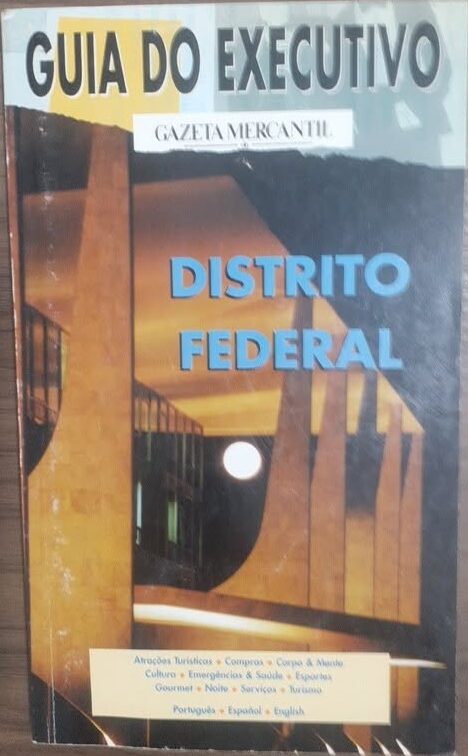 GUIA DO EXECUTIVO
GAZETA MERCANTIL
DISTRITO
FEDERAL
Atrações Turísticas • Compras • Corpo & Mente
Cultura • Emergências & Saúde • Esportes
Gourmet • Noite • Serviços • Turismo
Português • Español • English